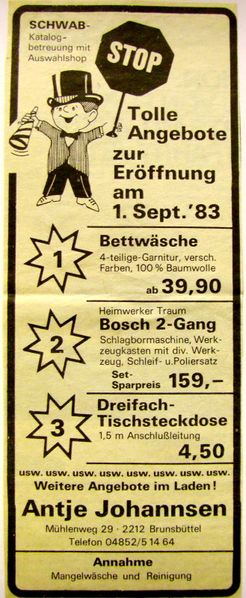 SCHWAB-
Katalog-
betreuung mit
Auswahlshop
STOP
Tolle
Angebote
zur
Eröffnung
am
1. Sept.'83
1
Bettwäsche
4-teilige-Garnitur, versch.
Farben, 100 % Baumwolle
ab 39,90
2
Heimwerker Traum
Bosch 2-Gang
Schlagbormaschine, Werk-
zeugkasten mit div. Werk-
zeug, Schleif- u.Poliersatz
Set-
Sparpreis 159,–
3
Dreifach-
Tischsteckdose
1,5 m Anschlußleitung
4,50
usw. usw. usw. usw. usw. usw. usw.
Weitere Angebote im Laden!
Antje Johannsen
Mühlenweg 29 · 2212 Brunsbüttel
Telefon 04852/5 14 64
Annahme
Mangelwäsche und Reinigung